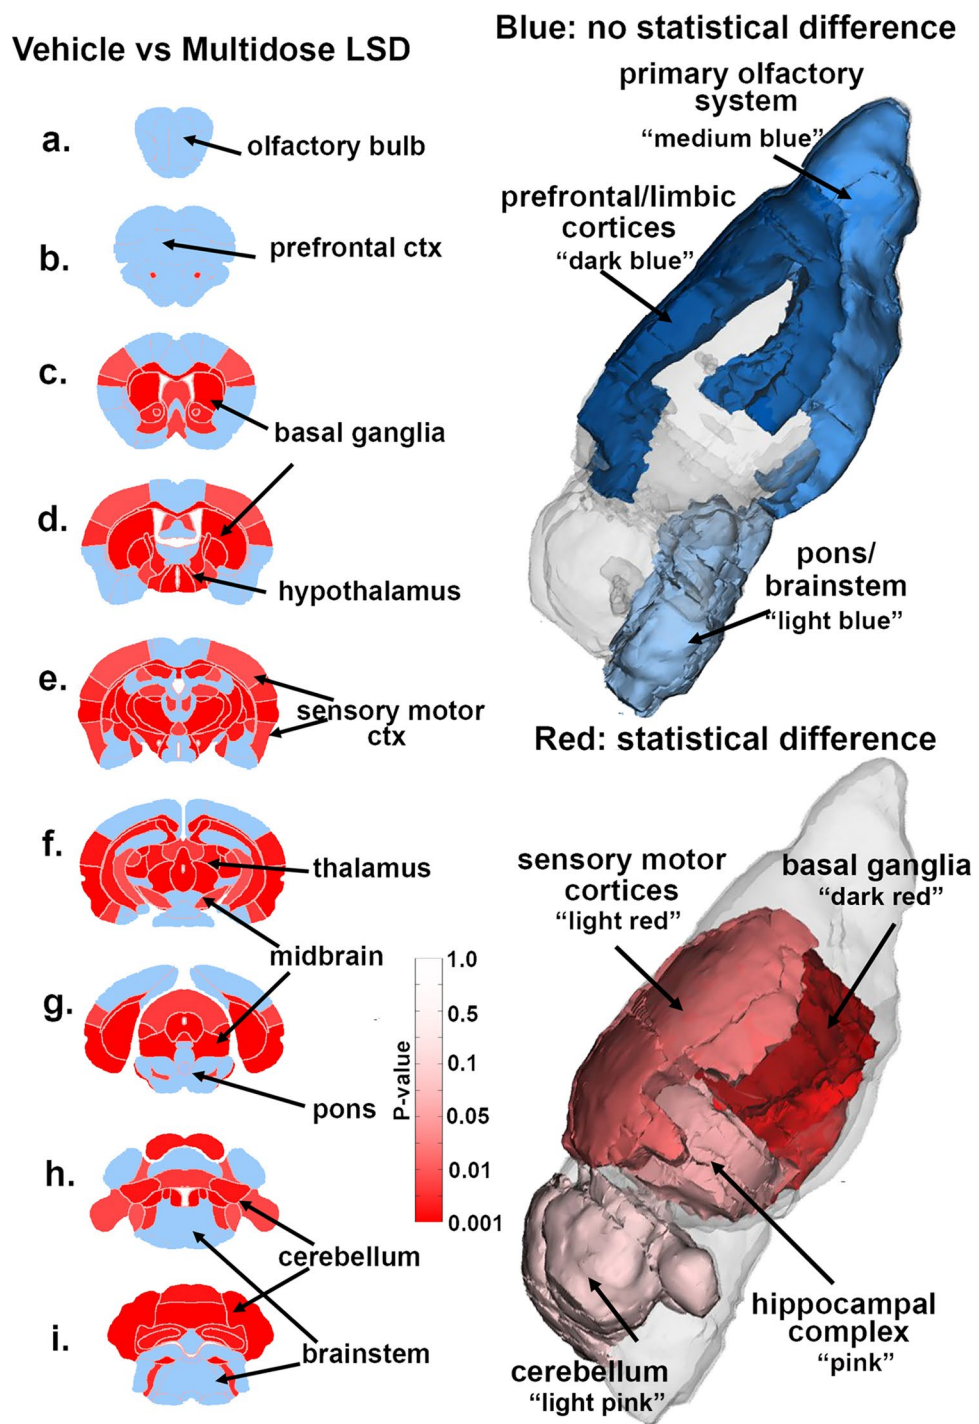 Vehicle vs Multidose LSD
a.
olfactory bulb
b.
prefrontal ctx
c.
basal ganglia
d.
hypothalamus
e.
sensory motor
ctx
f.
thalamus
midbrain
g.
pons
h.
cerebellum
i.
brainstem
P-value
1.0
0.5
0.1
0.05
0.01
0.001
Blue: no statistical difference
primary olfactory
system
“medium blue”
prefrontal/limbic
cortices
“dark blue”
pons/
brainstem
“light blue”
Red: statistical difference
sensory motor
cortices
“light red”
basal ganglia
“dark red”
hippocampal
complex
“pink”
cerebellum
“light pink”